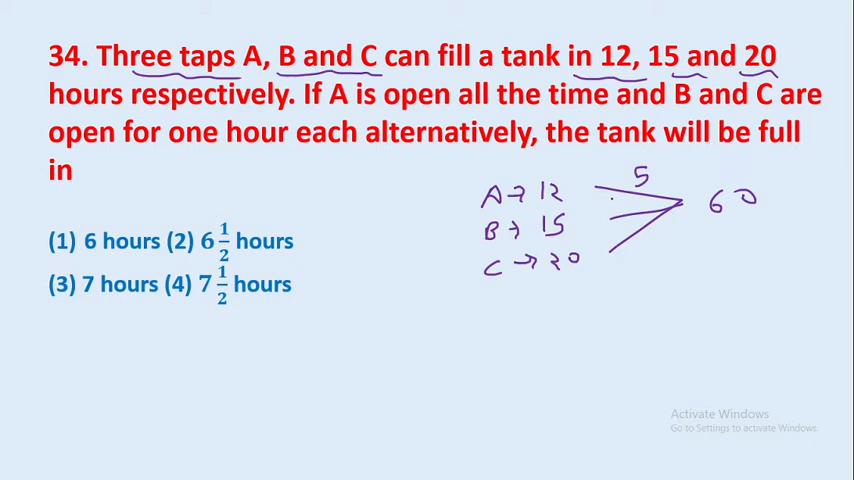 34. Three taps A, B and C can fill a tank in 12, 15 and 20
hours respectively. If A is open all the time and B and C are
open for one hour each alternatively, the tank will be full
in
(1) 6 hours (2) 6 1/2 hours
(3) 7 hours (4) 7 1/2 hours
A → 12
B → 15
C → 20
5
60
Activate Windows
Go to Settings to activate Windows.